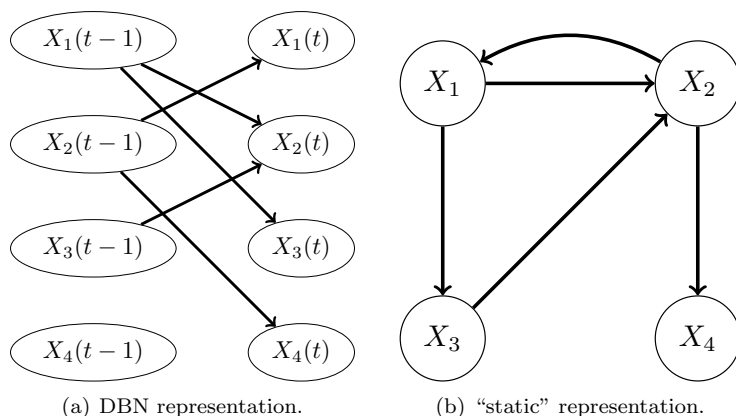 X₁(t − 1)
X₁(t)
X₂(t − 1)
X₂(t)
X₃(t − 1)
X₃(t)
X₄(t − 1)
X₄(t)
(a) DBN representation.
X₁
X₂
X₃
X₄
(b) “static” representation.